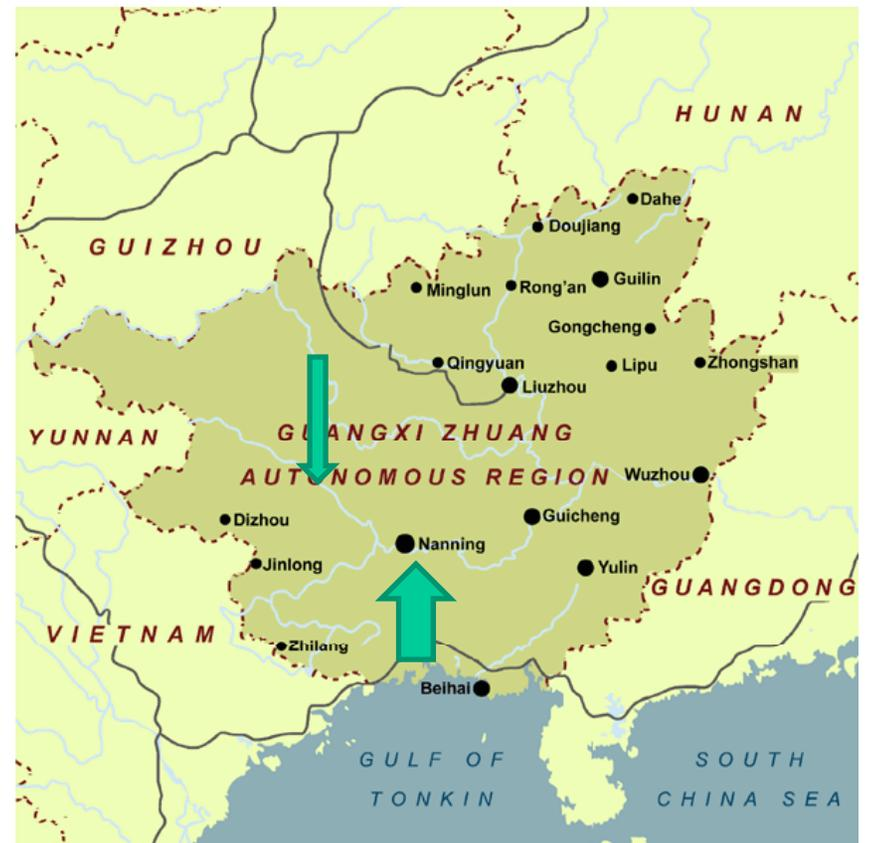 HUNAN
Dahe
Doujiang
GUIZHOU
Minglun
Rong'an
Guilin
Gongcheng
Qingyuan
Lipu
Zhongshan
Liuzhou
YUNNAN
GUANGXI ZHUANG
AUTONOMOUS REGION
Wuzhou
Dizhou
Guicheng
Nanning
Jinlong
Yulin
GUANGDONG
VIETNAM
Zhilang
Beihai
GULF OF
TONKIN
SOUTH
CHINA SEA